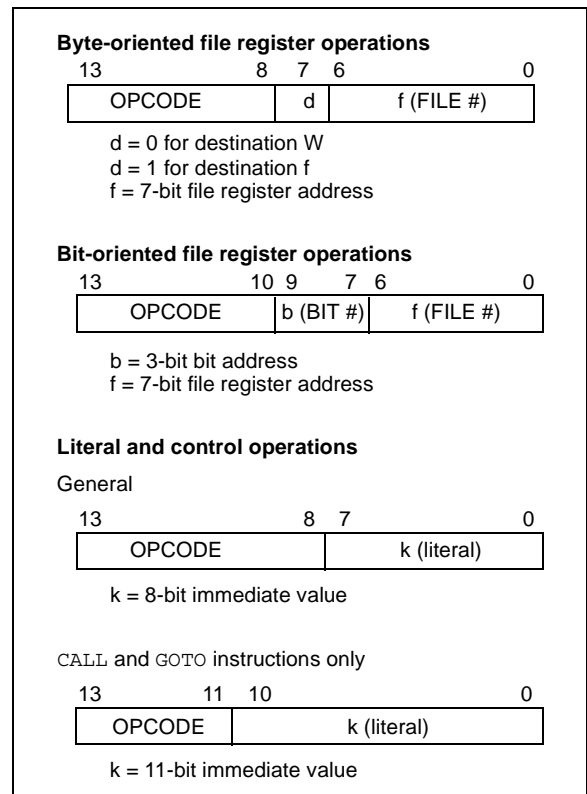 Byte-oriented file register operations
13 8 7 6 0
OPCODE d f (FILE #)
d = 0 for destination W
d = 1 for destination f
f = 7-bit file register address
Bit-oriented file register operations
13 10 9 7 6 0
OPCODE b (BIT #) f (FILE #)
b = 3-bit bit address
f = 7-bit file register address
Literal and control operations
General
13 8 7 0
OPCODE k (literal)
k = 8-bit immediate value
CALL and GOTO instructions only
13 11 10 0
OPCODE k (literal)
k = 11-bit immediate value